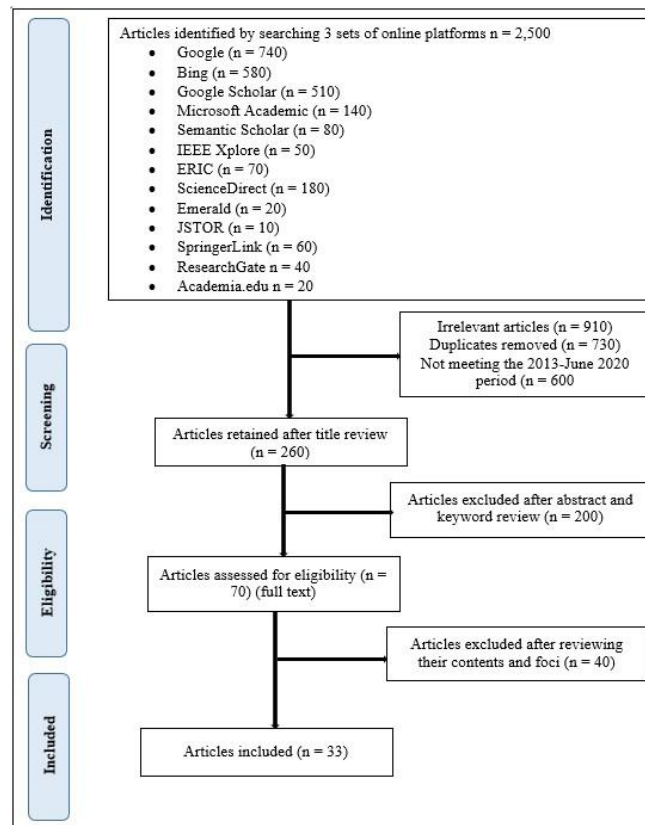 Articles identified by searching 3 sets of online platforms n = 2,500
• Google (n = 740)
• Bing (n = 580)
• Google Scholar (n = 510)
• Microsoft Academic (n = 140)
• Semantic Scholar (n = 80)
• IEEE Xplore (n = 50)
• ERIC (n = 70)
• ScienceDirect (n = 180)
• Emerald (n = 20)
• JSTOR (n = 10)
• SpringerLink (n = 60)
• ResearchGate n = 40
• Academia.edu n = 20
Identification
Irrelevant articles (n = 910)
Duplicates removed (n = 730)
Not meeting the 2013-June 2020
period (n = 600
Screening
Articles retained after title review
(n = 260)
Articles excluded after abstract and
keyword review (n = 200)
Eligibility
Articles assessed for eligibility (n =
70) (full text)
Articles excluded after reviewing
their contents and foci (n = 40)
Included
Articles included (n = 33)